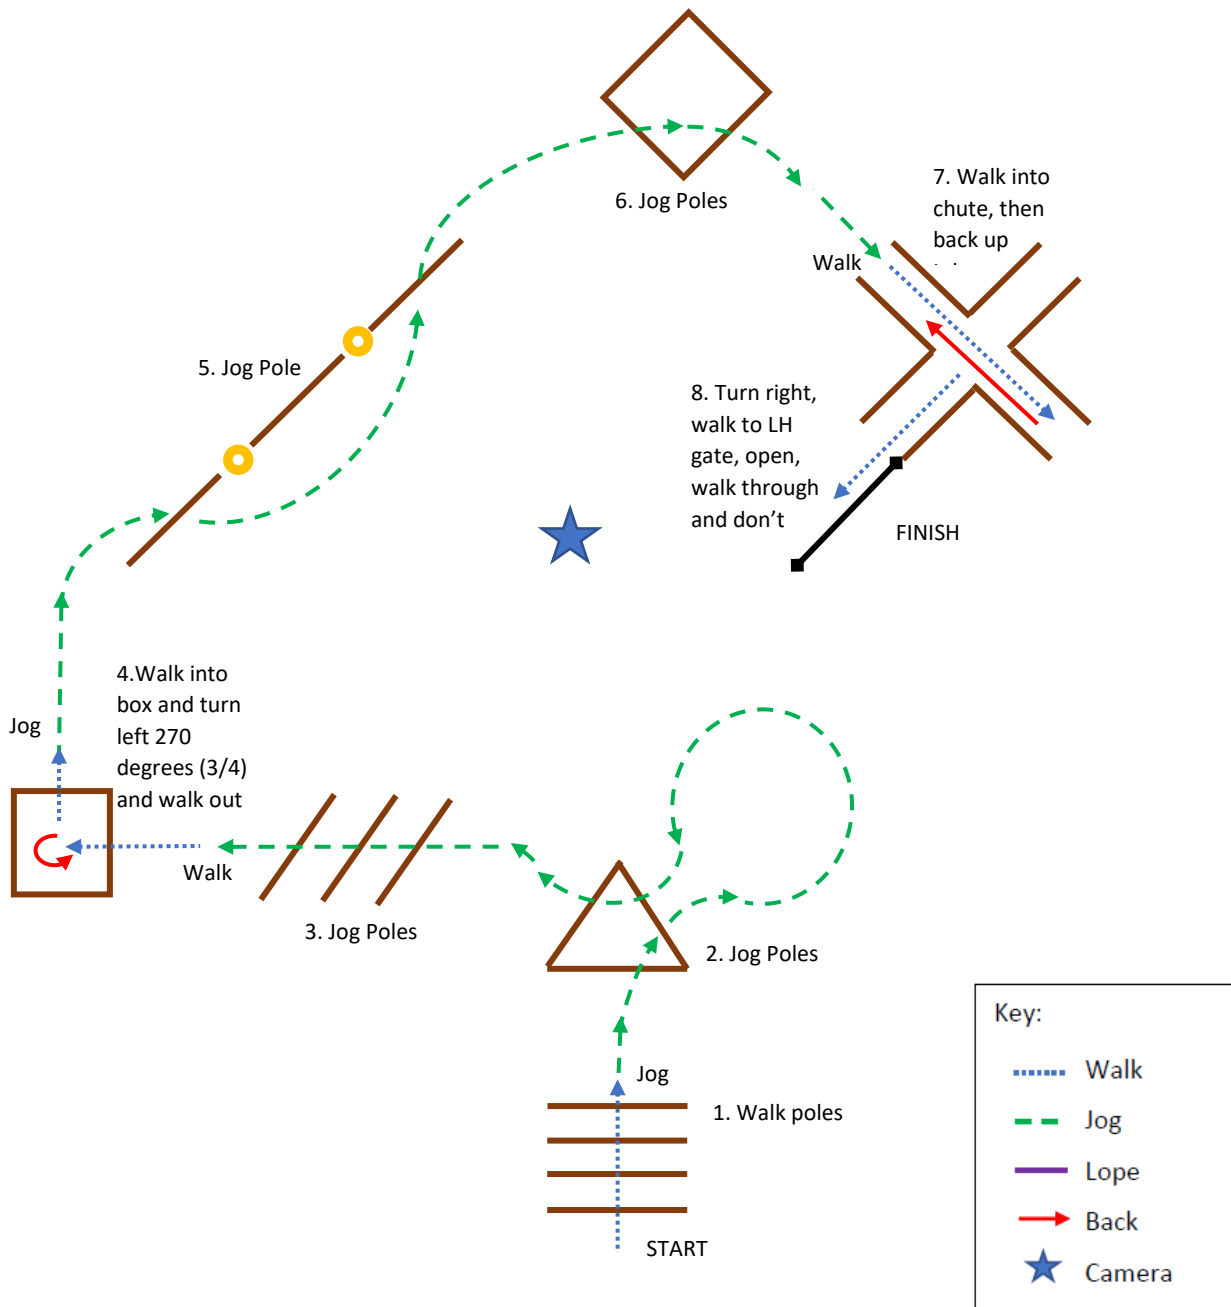 6. Jog Poles
7. Walk into
chute, then
back up
Walk
5. Jog Pole
8. Turn right,
walk to LH
gate, open,
walk through
and don’t
FINISH
4.Walk into
box and turn
left 270
degrees (3/4)
and walk out
Jog
Walk
3. Jog Poles
2. Jog Poles
Jog
1. Walk poles
START
Key:
Walk
Jog
Lope
Back
Camera